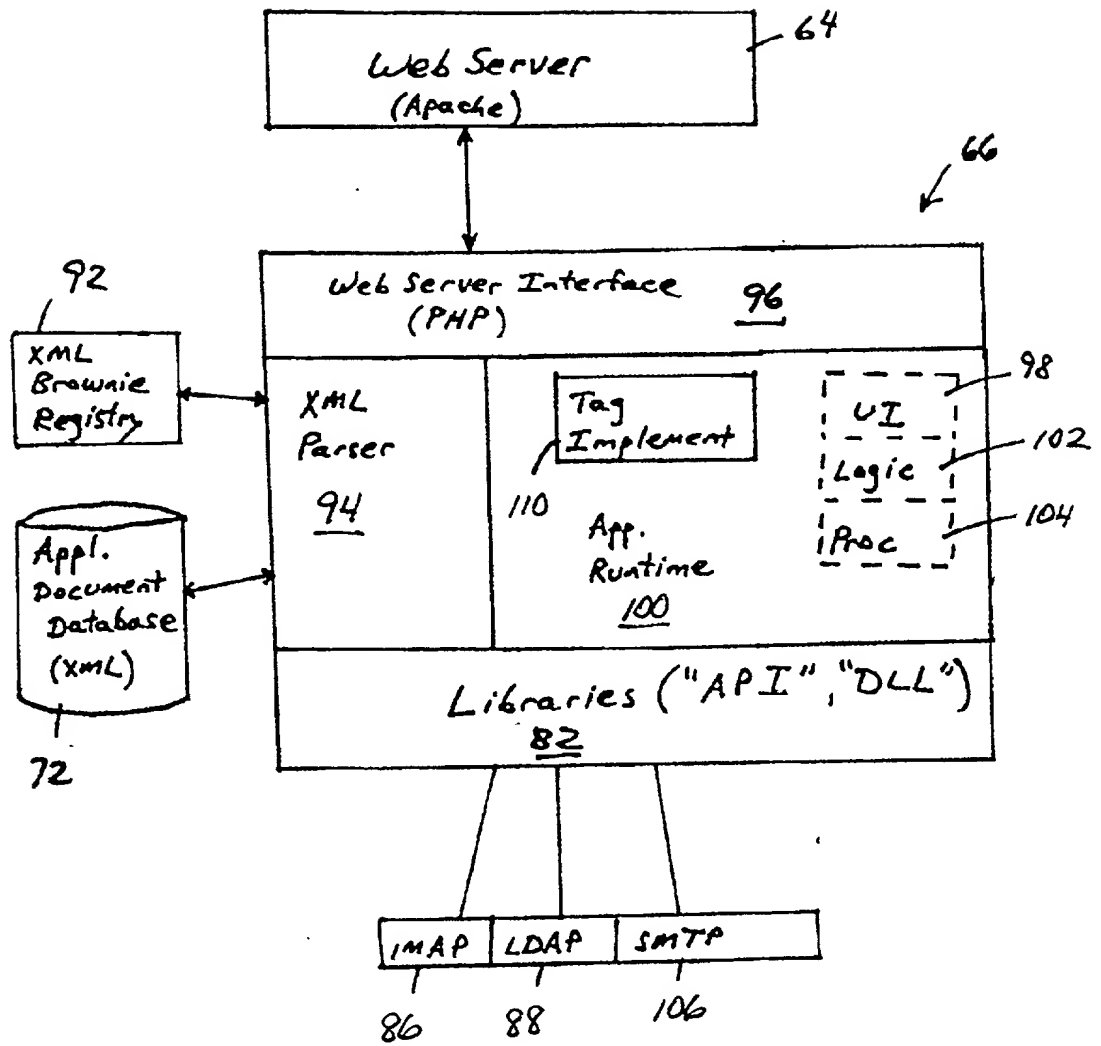 Web Server
(Apache)
64
66
Web Server Interface
(PHP)
96
92
XML
Brownie
Registry
XML
Parser
94
Tag
Implement
110
App.
Runtime
100
UI
98
Logic
102
Proc
104
Appl.
Document
Database
(XML)
72
Libraries ("API", "DLL")
82
IMAP
LDAP
SMTP
86
88
106